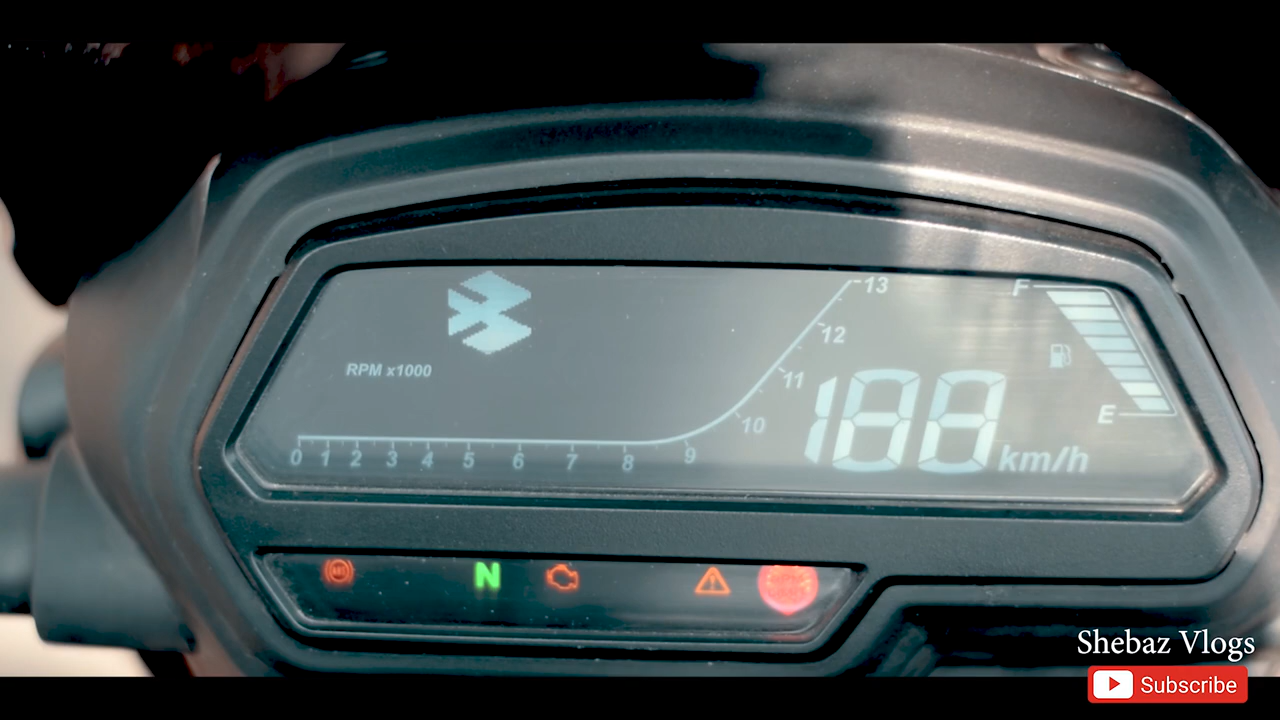 13
F
12
RPM x1000
11
188
E
10
km/h
0 1 2 3 4 5 6 7 8 9
N
Shebaz Vlogs
Subscribe